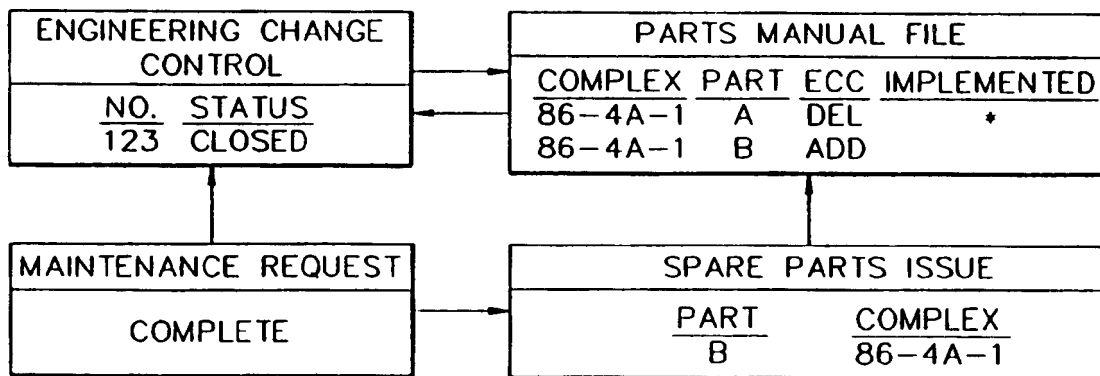 ENGINEERING CHANGE
CONTROL
NO. STATUS
123 CLOSED
PARTS MANUAL FILE
COMPLEX PART ECC IMPLEMENTED
86-4A-1 A DEL *
86-4A-1 B ADD
MAINTENANCE REQUEST
COMPLETE
SPARE PARTS ISSUE
PART COMPLEX
B 86-4A-1